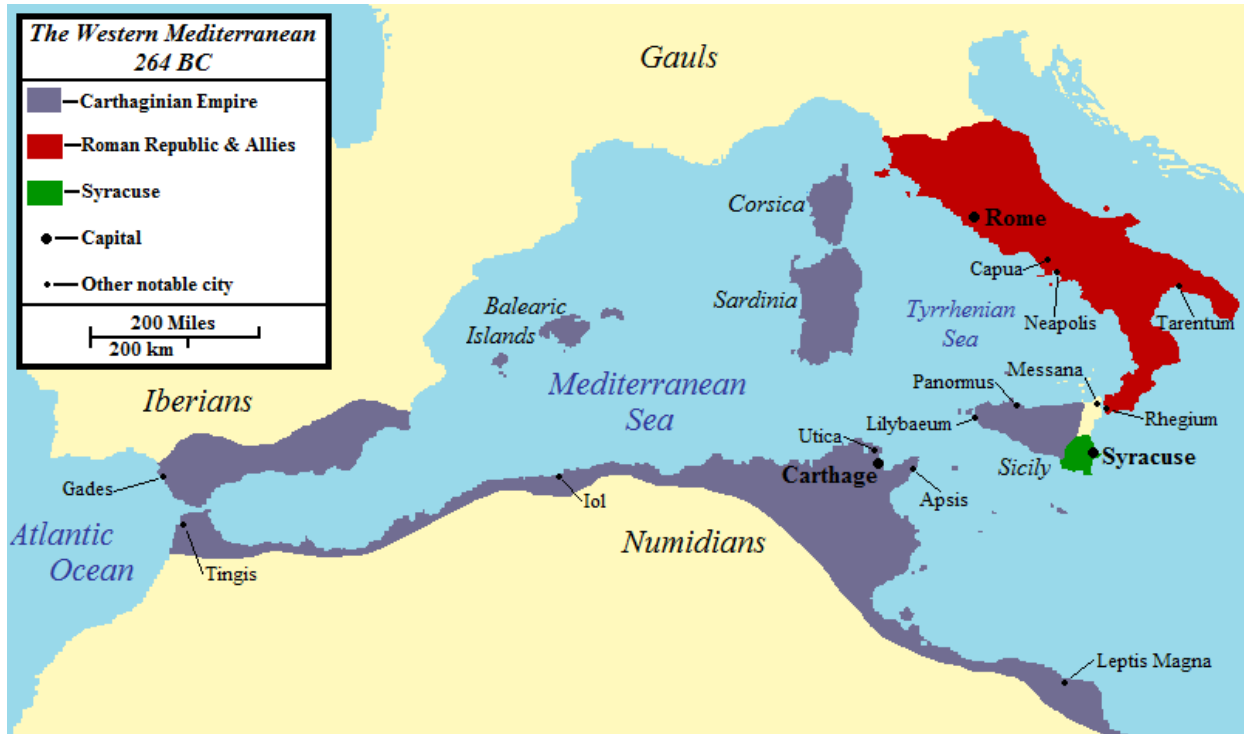 The Western Mediterranean
264 BC
Carthaginian Empire
Roman Republic & Allies
Syracuse
Capital
Other notable city
200 Miles
200 km
Gauls
Corsica
Rome
Capua
Sardinia
Balearic
Islands
Tyrrhenian
Sea
Neapolis
Tarentum
Messana
Panormus
Mediterranean
Sea
Iberians
Lilybaeum
Rhegium
Utica
Carthage
Sicily
Syracuse
Gades
Iol
Apsis
Atlantic
Ocean
Numidians
Tingis
Leptis Magna